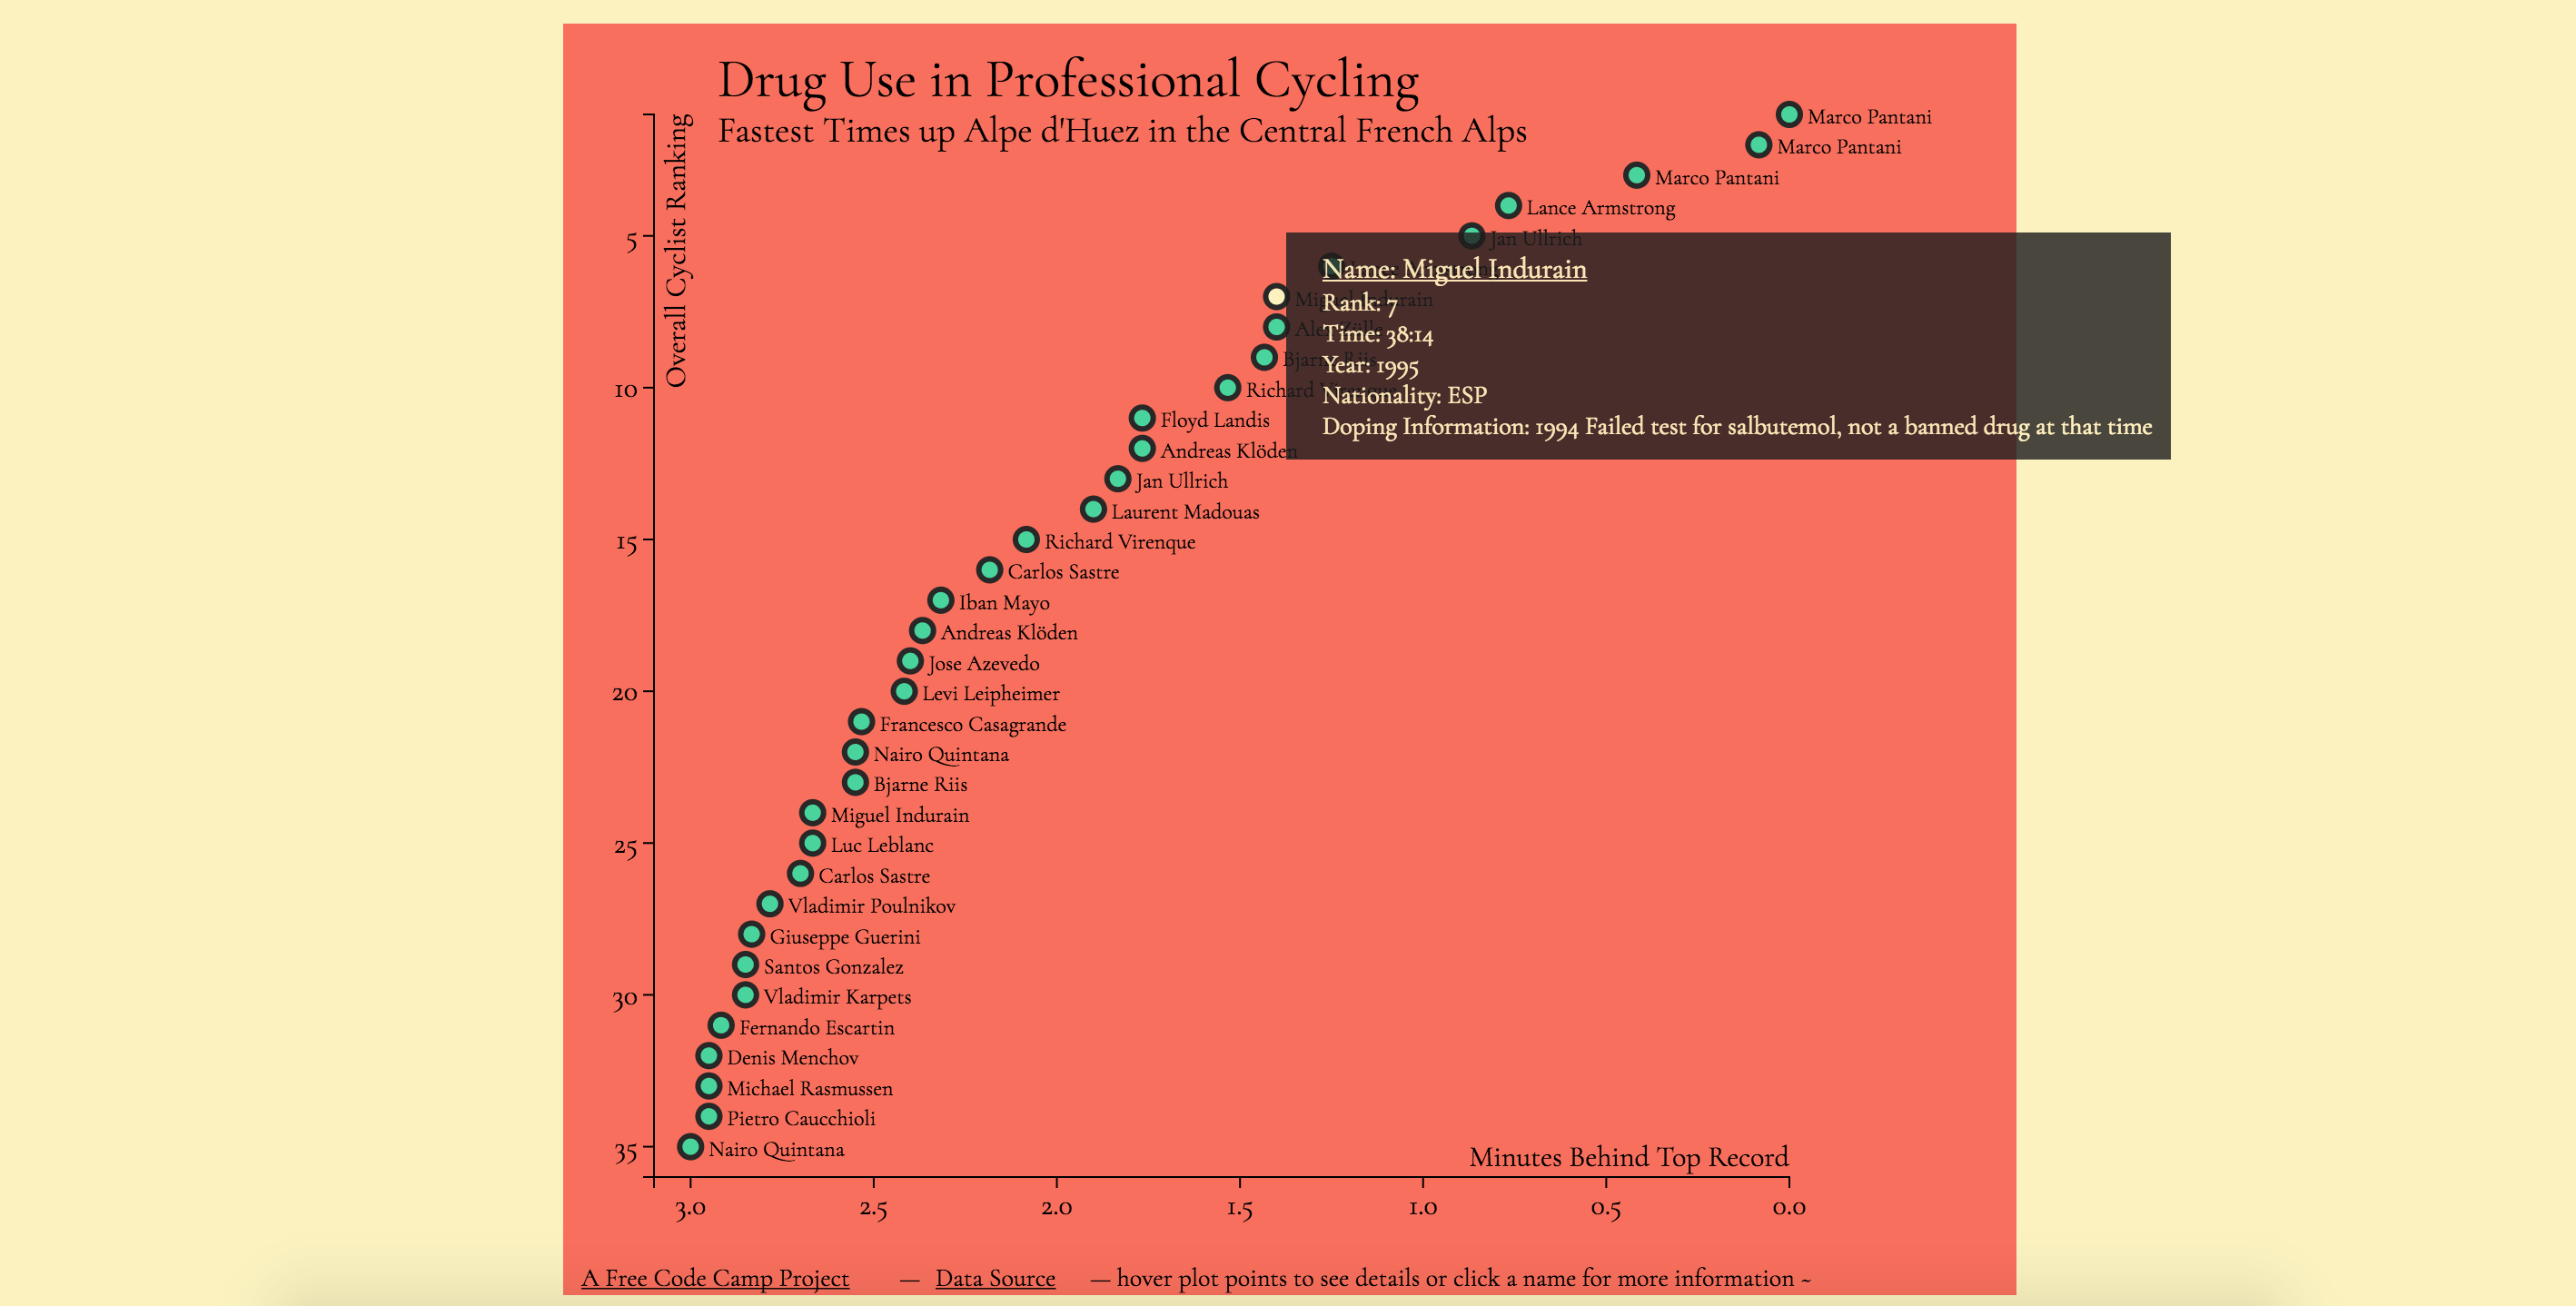 Drug Use in Professional Cycling
Fastest Times up Alpe d'Huez in the Central French Alps
Overall Cyclist Ranking
Marco Pantani
Marco Pantani
Marco Pantani
Lance Armstrong
5
Jan Ullrich
Name: Miguel Indurain
Rank: 7
Time: 38:14
Year: 1995
Nationality: ESP
Doping Information: 1994 Failed test for salbutemol, not a banned drug at that time
Miguel Indurain
Bjarne Riis
10
Richard
Floyd Landis
Andreas Klöden
Jan Ullrich
Laurent Madouas
15
Richard Virenque
Carlos Sastre
Iban Mayo
Andreas Klöden
Jose Azevedo
20
Levi Leipheimer
Francesco Casagrande
Nairo Quintana
Bjarne Riis
Miguel Indurain
25
Luc Leblanc
Carlos Sastre
Vladimir Poulnikov
Giuseppe Guerini
Santos Gonzalez
30
Vladimir Karpets
Fernando Escartin
Denis Menchov
Michael Rasmussen
Pietro Caucchioli
35
Nairo Quintana
Minutes Behind Top Record
3.0 2.5 2.0 1.5 1.0 0.5 0.0
A Free Code Camp Project — Data Source — hover plot points to see details or click a name for more information ~